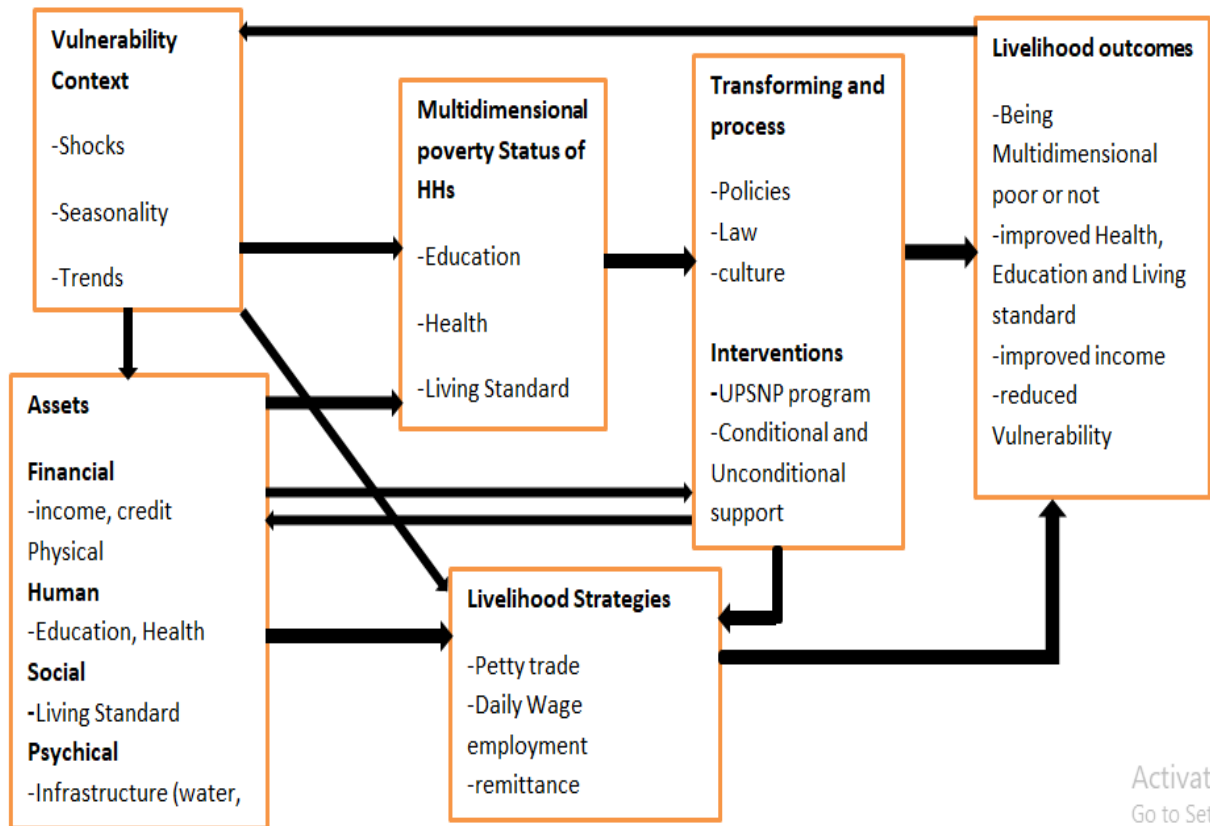 Vulnerability
Context
-Shocks
-Seasonality
-Trends
Multidimensional
poverty Status of
HHs
-Education
-Health
-Living Standard
Transforming and
process
-Policies
-Law
-culture
Interventions
-UPSNP program
-Conditional and
Unconditional
support
Livelihood outcomes
-Being
Multidimensional
poor or not
-improved Health,
Education and Living
standard
-improved income
-reduced
Vulnerability
Assets
Financial
-income, credit
Physical
Human
-Education, Health
Social
-Living Standard
Psychical
-Infrastructure (water,
Livelihood Strategies
-Petty trade
-Daily Wage
employment
-remittance
Activat
Go to Set